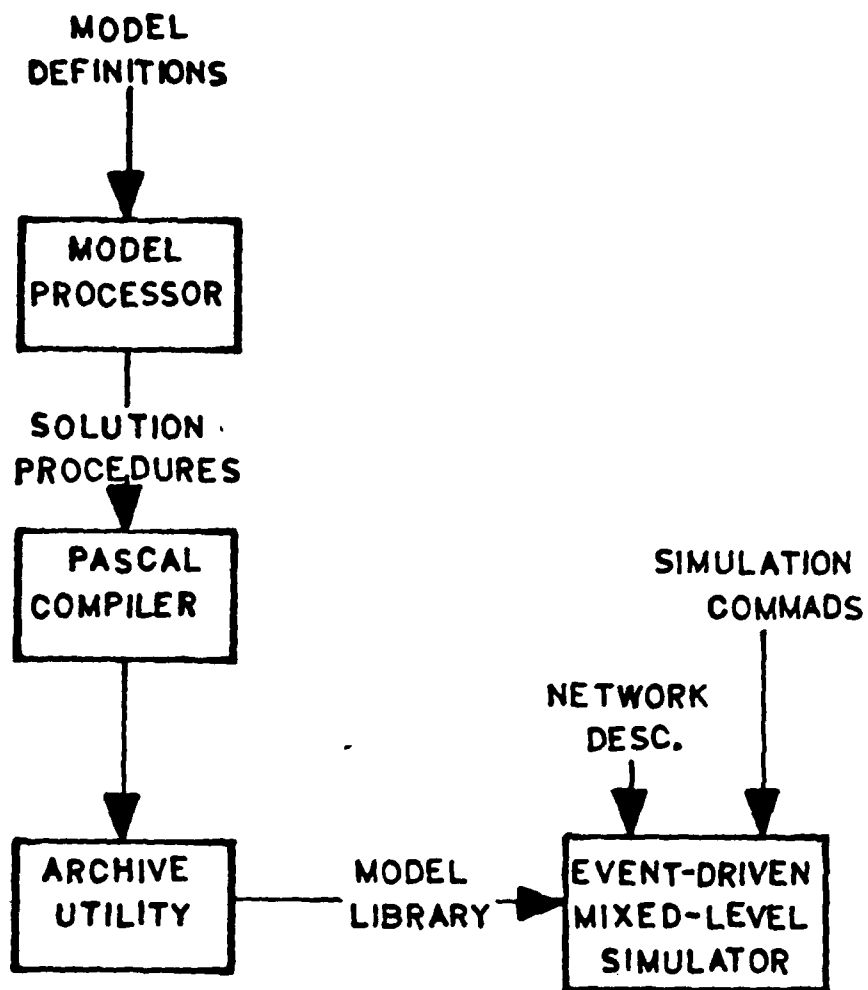 MODEL
DEFINITIONS
MODEL
PROCESSOR
SOLUTION
PROCEDURES
PASCAL
COMPILER
SIMULATION
COMMADS
NETWORK
DESC.
ARCHIVE
UTILITY
MODEL
LIBRARY
EVENT-DRIVEN
MIXED-LEVEL
SIMULATOR